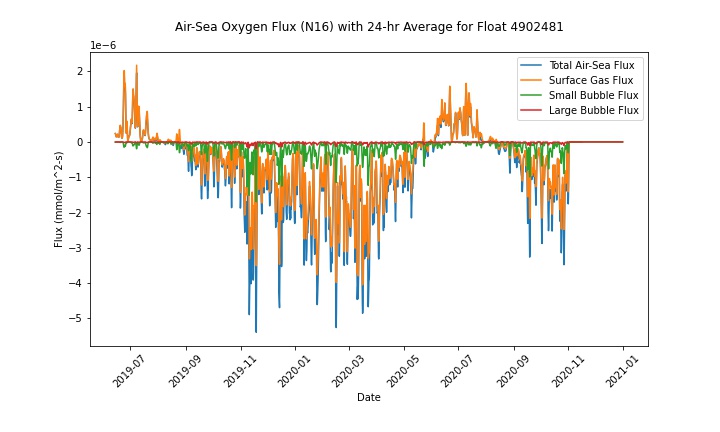 Air-Sea Oxygen Flux (N16) with 24-hr Average for Float 4902481
1e−6
Total Air-Sea Flux
Surface Gas Flux
Small Bubble Flux
Large Bubble Flux
2
1
0
−1
−2
−3
−4
−5
Flux (mmol/m^2-s)
2019-07
2019-09
2019-11
2020-01
2020-03
2020-05
2020-07
2020-09
2020-11
2021-01
Date